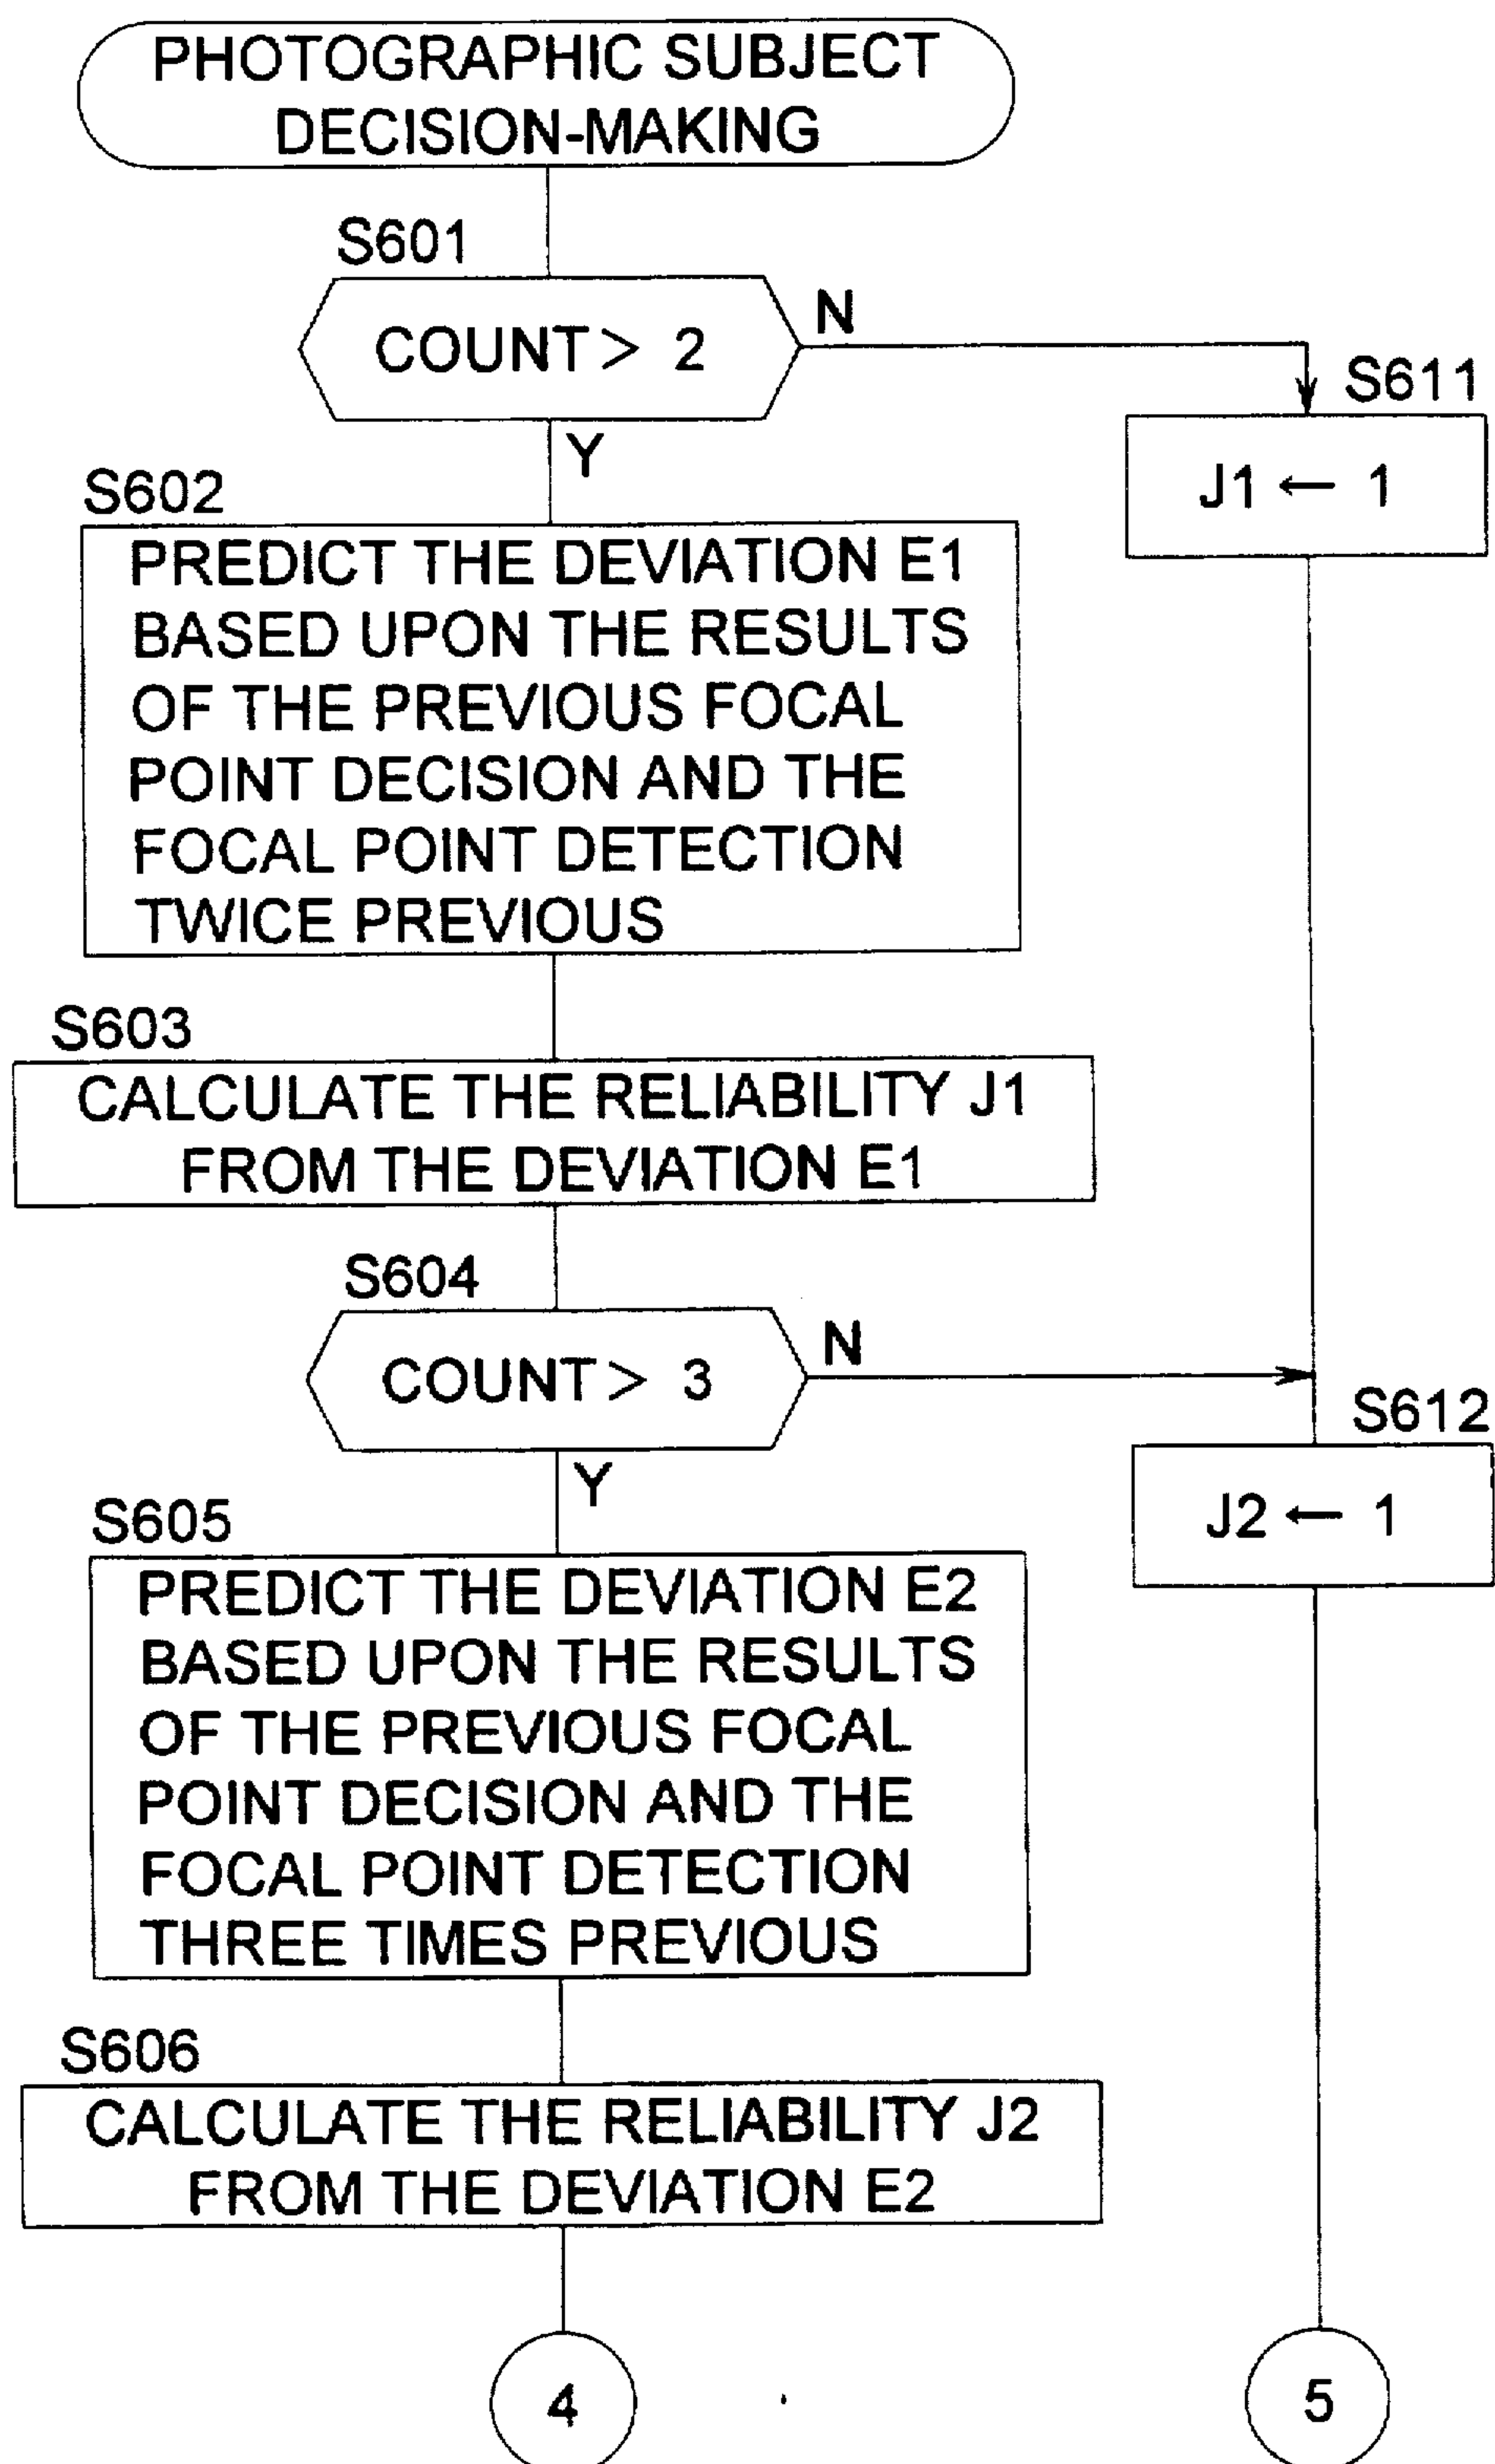 PHOTOGRAPHIC SUBJECT
DECISION-MAKING
S601
COUNT > 2
N
Y
S611
J1 ← 1
S602
PREDICT THE DEVIATION E1
BASED UPON THE RESULTS
OF THE PREVIOUS FOCAL
POINT DECISION AND THE
FOCAL POINT DETECTION
TWICE PREVIOUS
S603
CALCULATE THE RELIABILITY J1
FROM THE DEVIATION E1
S604
COUNT > 3
N
Y
S612
J2 ← 1
S605
PREDICT THE DEVIATION E2
BASED UPON THE RESULTS
OF THE PREVIOUS FOCAL
POINT DECISION AND THE
FOCAL POINT DETECTION
THREE TIMES PREVIOUS
S606
CALCULATE THE RELIABILITY J2
FROM THE DEVIATION E2
4
5